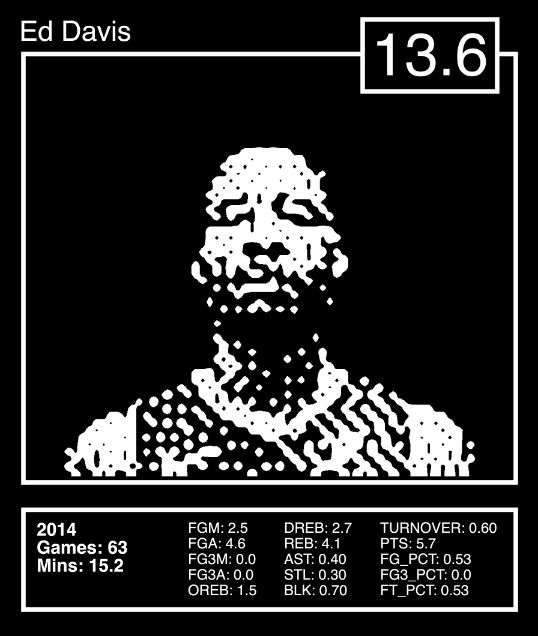 Ed Davis
13.6
2014
Games: 63
Mins: 15.2
FGM: 2.5
FGA: 4.6
FG3M: 0.0
FG3A: 0.0
OREB: 1.5
DREB: 2.7
REB: 4.1
AST: 0.40
STL: 0.30
BLK: 0.70
TURNOVER: 0.60
PTS: 5.7
FG_PCT: 0.53
FG3_PCT: 0.0
FT_PCT: 0.53